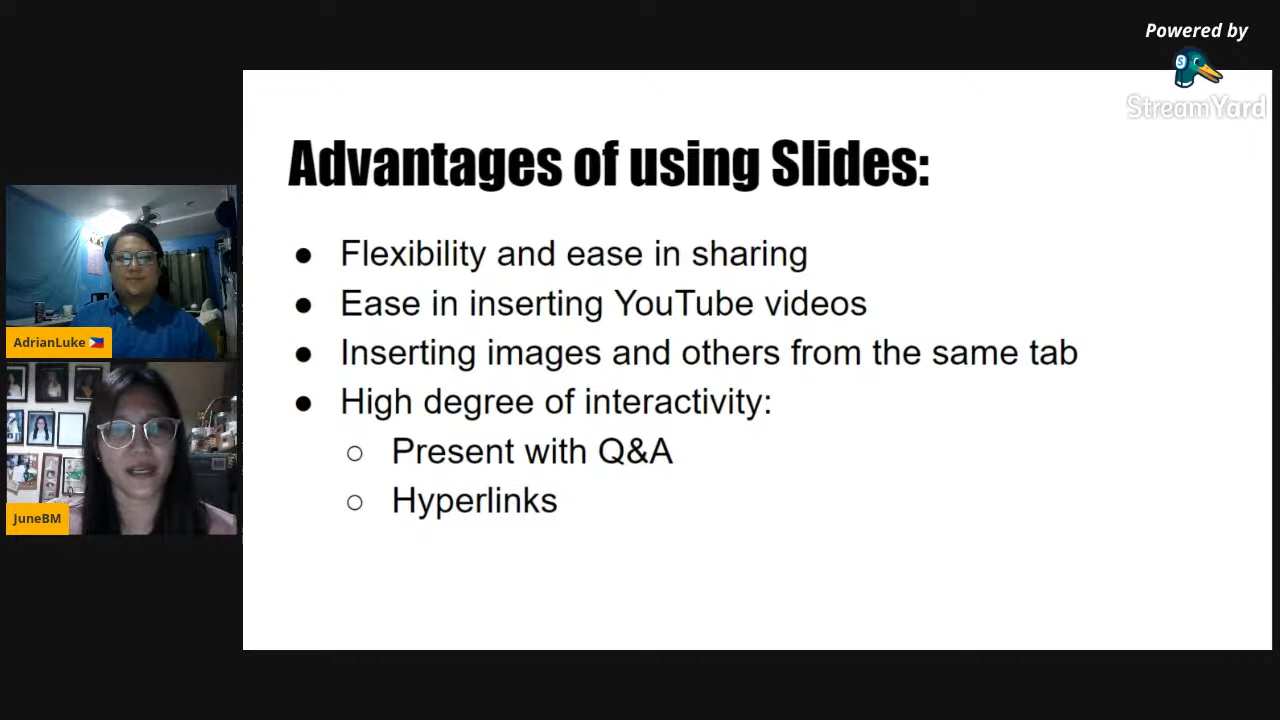 Powered by
StreamYard
Advantages of using Slides:
● Flexibility and ease in sharing
● Ease in inserting YouTube videos
● Inserting images and others from the same tab
● High degree of interactivity:
○ Present with Q&A
○ Hyperlinks
AdrianLuke 🇵🇭
JuneBM